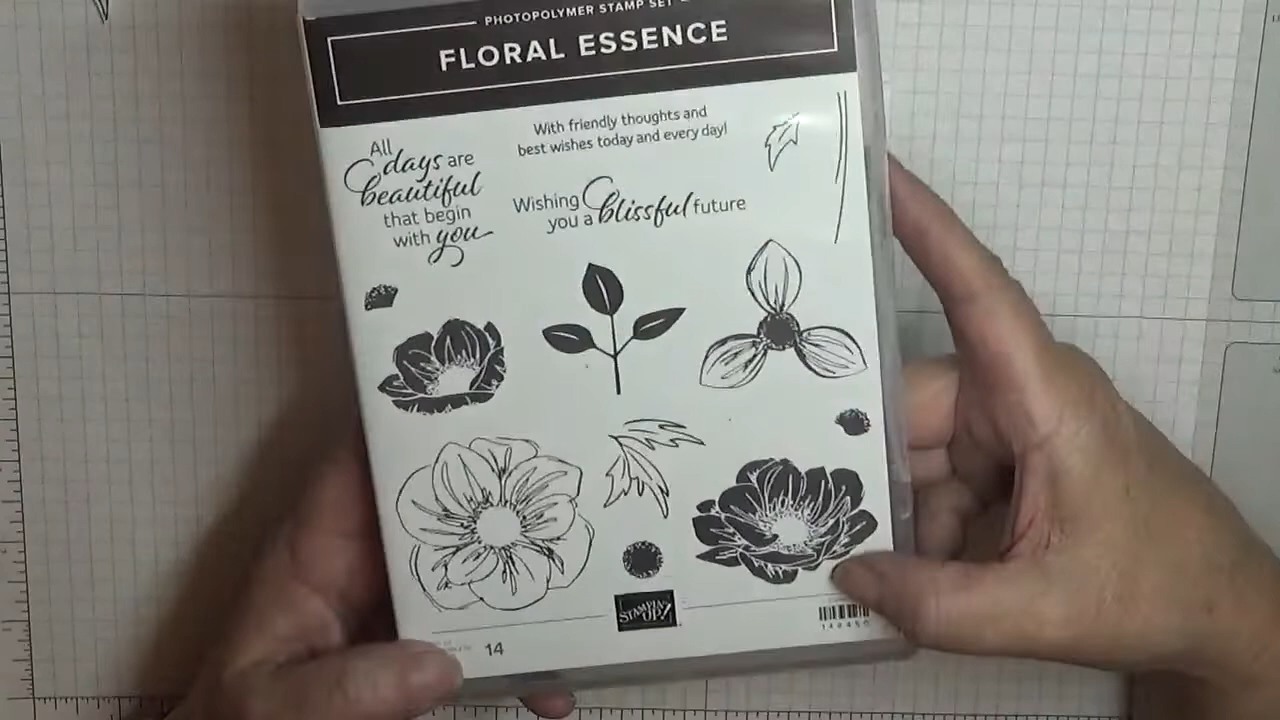 PHOTOPOLYMER STAMP SET
FLORAL ESSENCE
All
days are
beautiful
that begin
with you
With friendly thoughts and
best wishes today and every day!
Wishing
you a blissful future
STAMPIN'
UP!
14